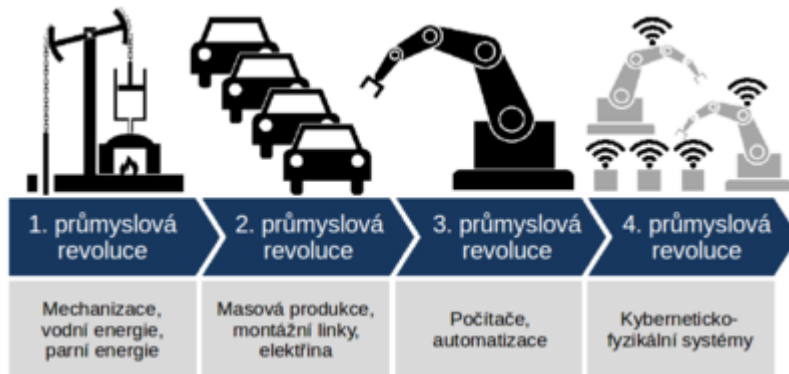 1. průmyslová
revoluce
2. průmyslová
revoluce
3. průmyslová
revoluce
4. průmyslová
revoluce
Mechanizace,
vodní energie,
parní energie
Masová produkce,
montážní linky,
elektřina
Počítače,
automatizace
Kyberneticko-
fyzikální systémy